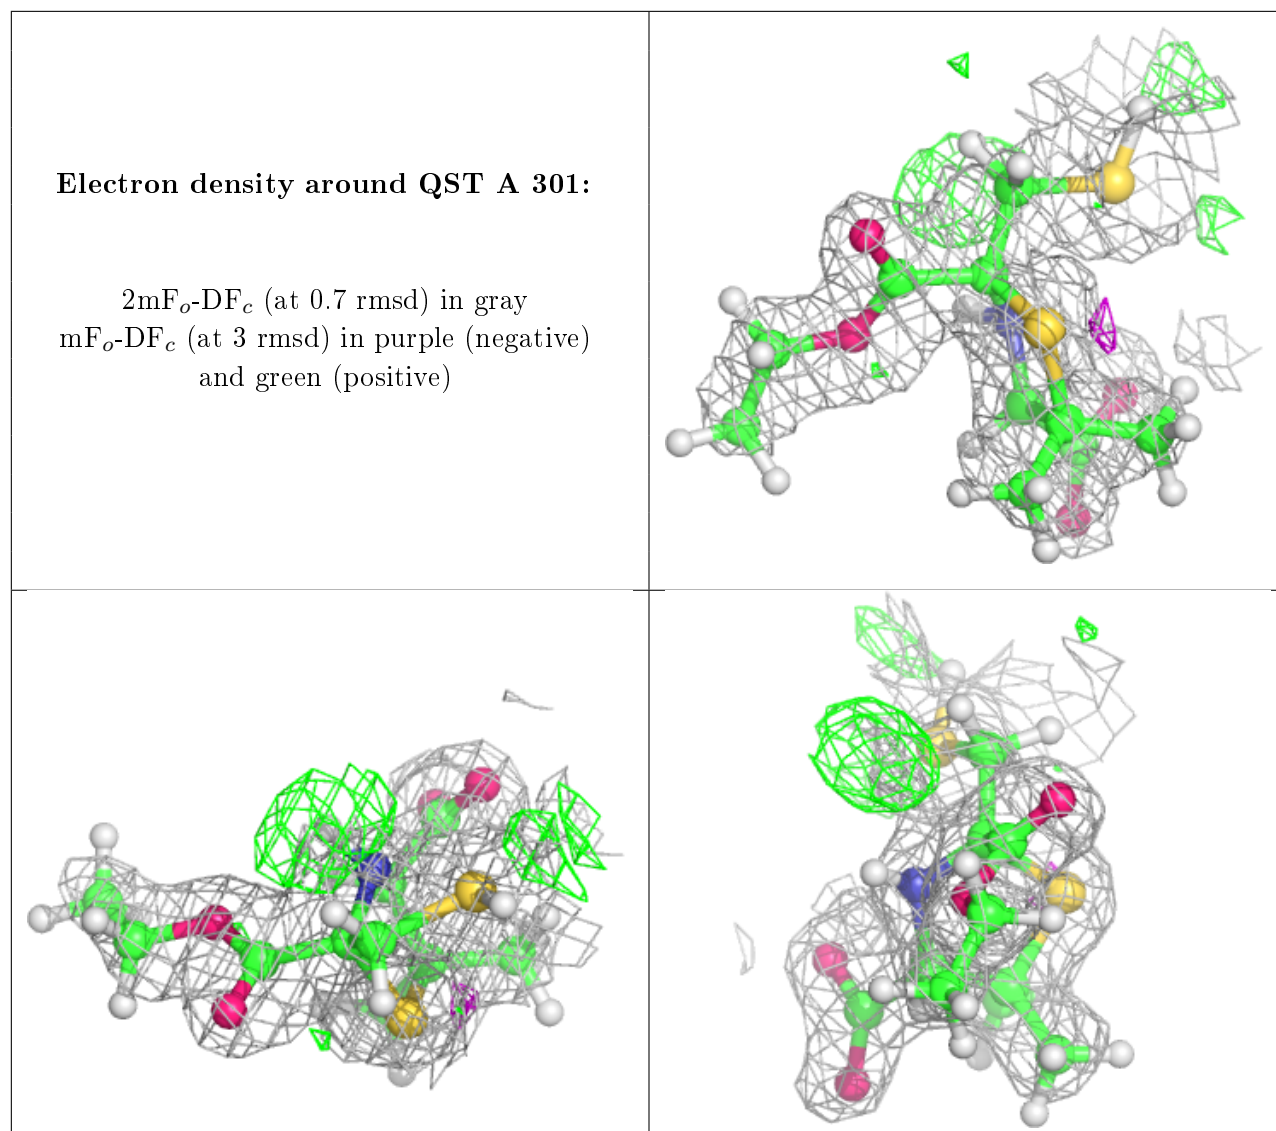 Electron density around QST A 301:
2mFo-DFc (at 0.7 rmsd) in gray
mFo-DFc (at 3 rmsd) in purple (negative)
and green (positive)